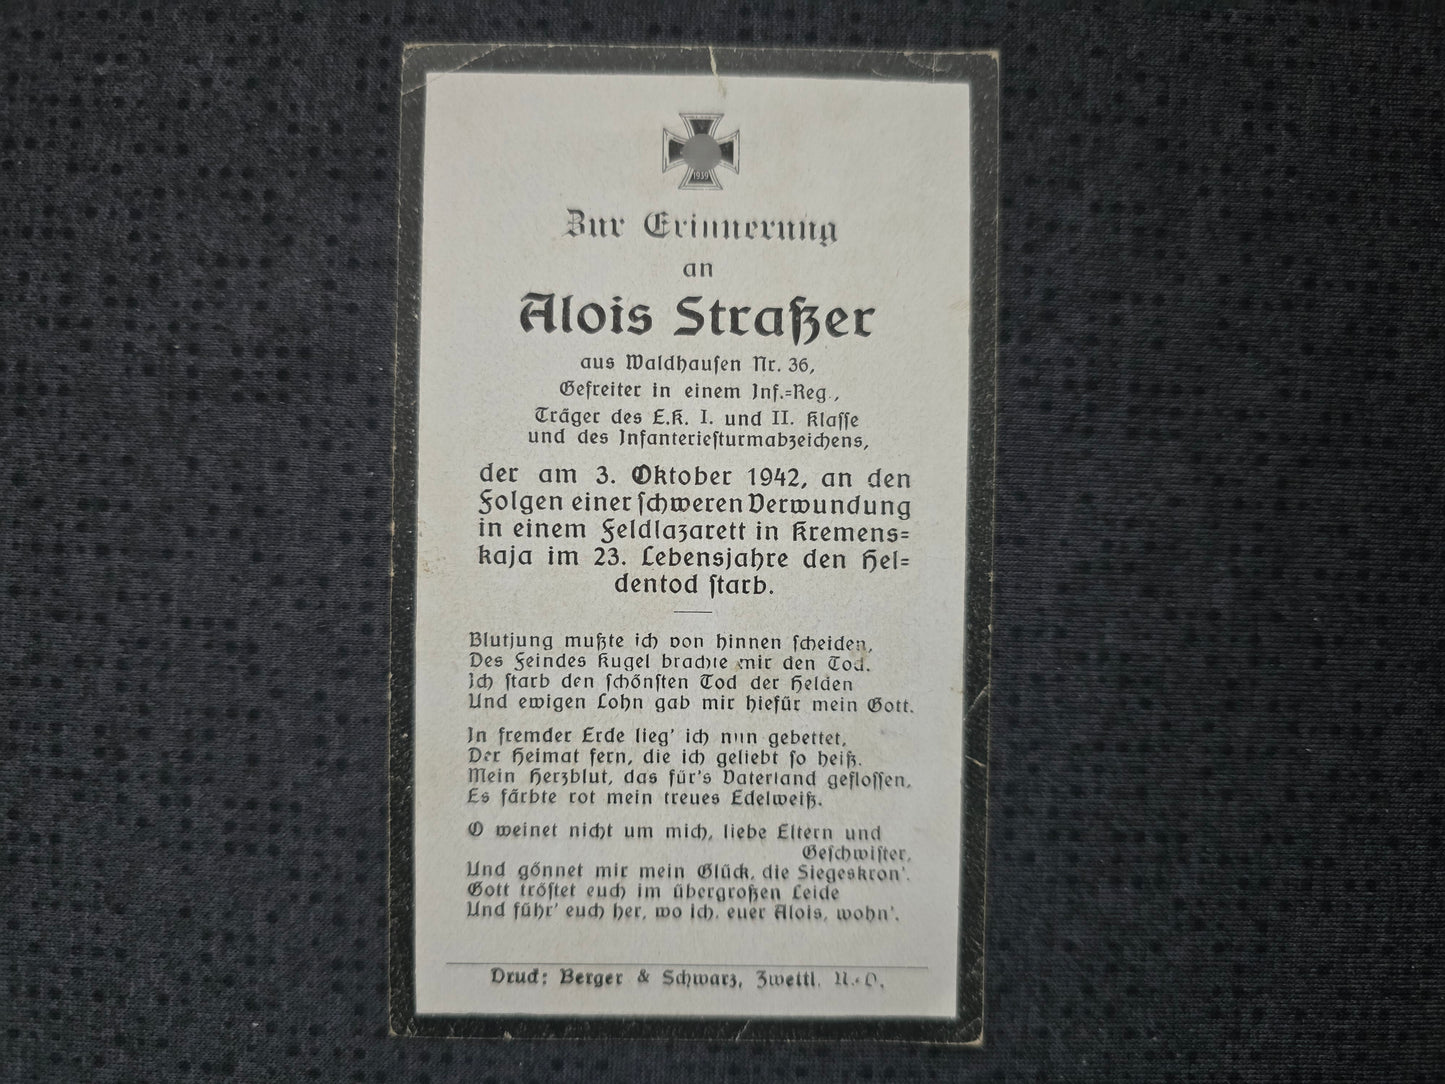 1939
Zur Erinnerung
an
Alois Straßer
aus Waldhausen Nr. 36,
Gefreiter in einem Inf.=Reg.,
Träger des E.K. I. und II. Klasse
und des Infanteriesturmabzeichens,
der am 3. Oktober 1942, an den
Folgen einer schweren Verwundung
in einem Feldlazarett in Kremens=
kaja im 23. Lebensjahre den Hel=
dentod starb.
Blutjung mußte ich von hinnen scheiden,
Des Feindes Kugel brachte mir den Tod.
Ich starb den schönsten Tod der Helden
Und ewigen Lohn gab mir hiefür mein Gott.
In fremder Erde lieg' ich nun gebettet,
Der Heimat fern, die ich geliebt so heiß.
Mein Herzblut, das für's Vaterland geflossen,
Es färbte rot mein treues Edelweiß.
O weinet nicht um mich, liebe Eltern und
Geschwister,
Und gönnet mir mein Glück, die Siegeskron'.
Gott tröstet euch im übergroßen Leide
Und führ' euch her, wo ich, euer Alois, wohn'.
Druck: Berger & Schwarz, Zwettl, N.-D.